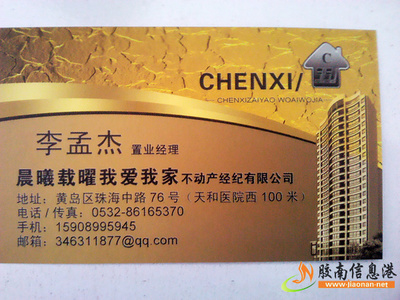 C
CHENXI/
CHENXIZAIYAO WOAIWOJIA
李孟杰 置业经理
晨曦载曜我爱我家不动产经纪有限公司
地址：黄岛区珠海中路76号（天和医院西100米）
电话/传真：0532-86165370
手机：15908995945
邮箱：346311877@qq.com
胶南信息港
www.jiaonan.net